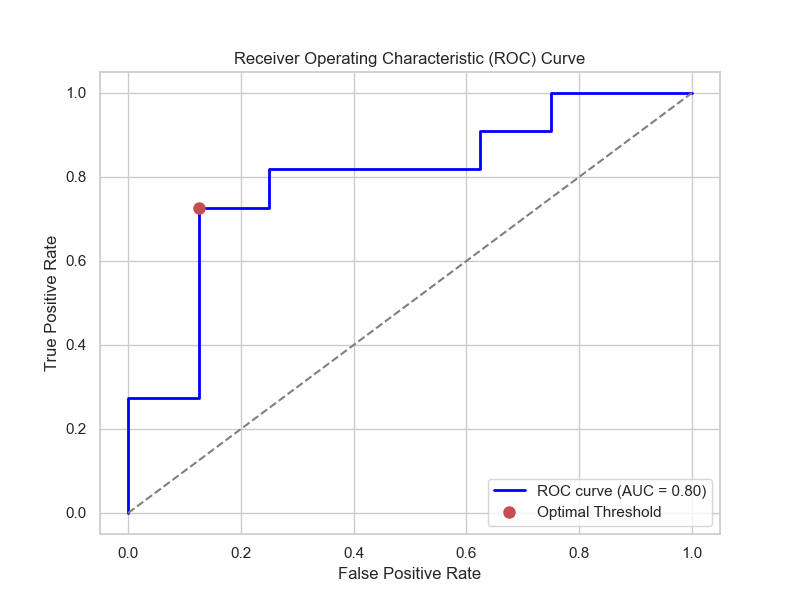 Receiver Operating Characteristic (ROC) Curve
True Positive Rate
1.0
0.8
0.6
0.4
0.2
0.0
ROC curve (AUC = 0.80)
Optimal Threshold
0.0 0.2 0.4 0.6 0.8 1.0
False Positive Rate